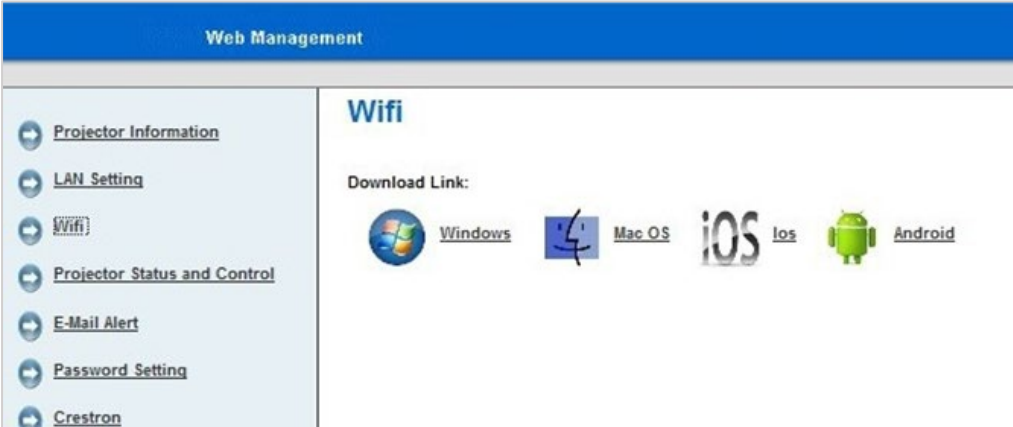 Web Management
Projector Information
LAN Setting
Wifi
Projector Status and Control
E-Mail Alert
Password Setting
Crestron
Wifi
Download Link:
Windows Mac OS iOS Ios Android